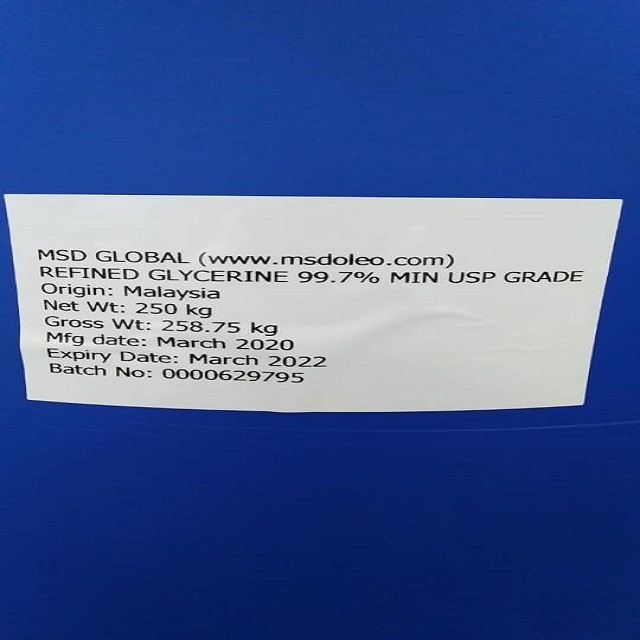 MSD GLOBAL (www.msdoleo.com)
REFINED GLYCERINE 99.7% MIN USP GRADE
Origin: Malaysia
Net Wt: 250 kg
Gross Wt: 258.75 kg
Mfg date: March 2020
Expiry Date: March 2022
Batch No: 0000629795